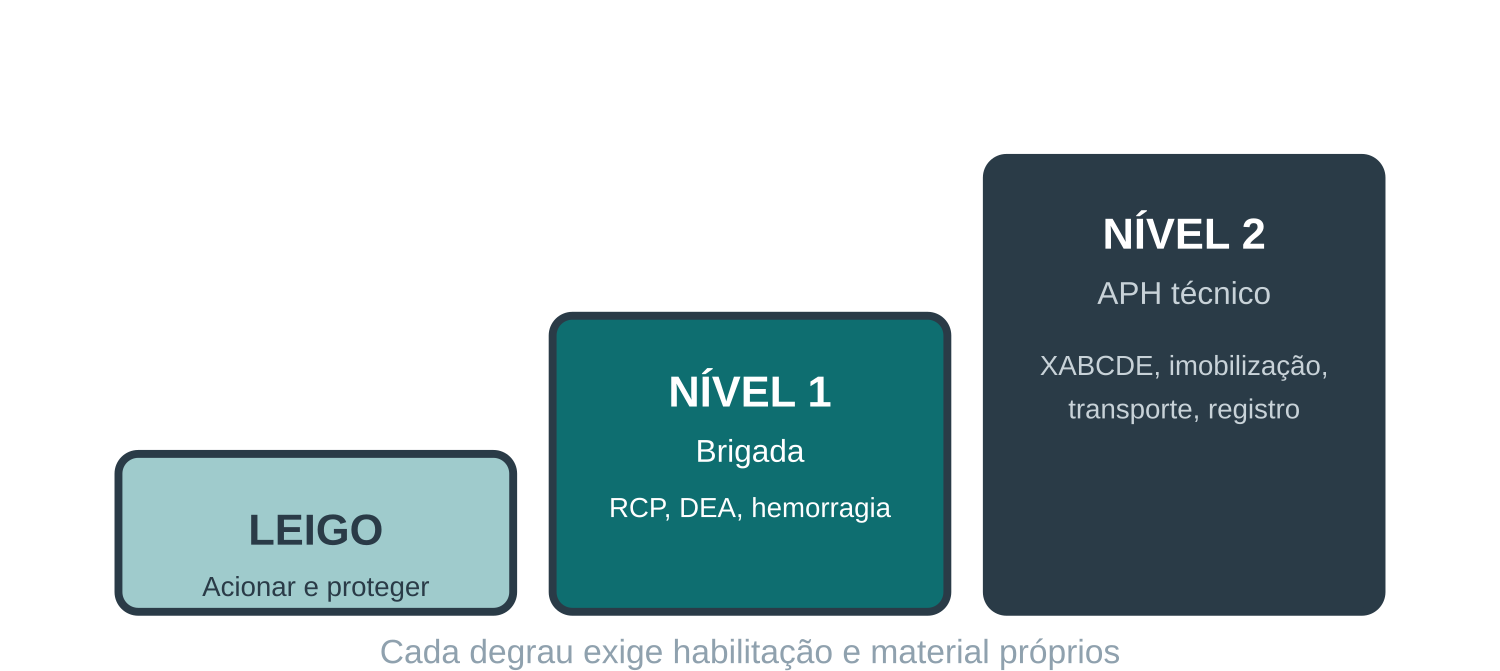 LEIGO
Acionar e proteger
NÍVEL 1
Brigada
RCP, DEA, hemorragia
NÍVEL 2
APH técnico
XABCDE, imobilização,
transporte, registro
Cada degrau exige habilitação e material próprios